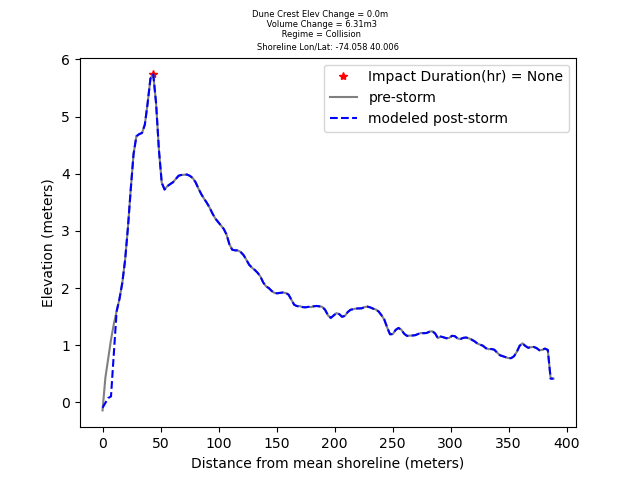 Dune Crest Elev Change = 0.0m
Volume Change = 6.31m3
Regime = Collision
Shoreline Lon/Lat: -74.058 40.006
Impact Duration(hr) = None
pre-storm
modeled post-storm
Elevation (meters)
6
5
4
3
2
1
0
0 50 100 150 200 250 300 350 400
Distance from mean shoreline (meters)